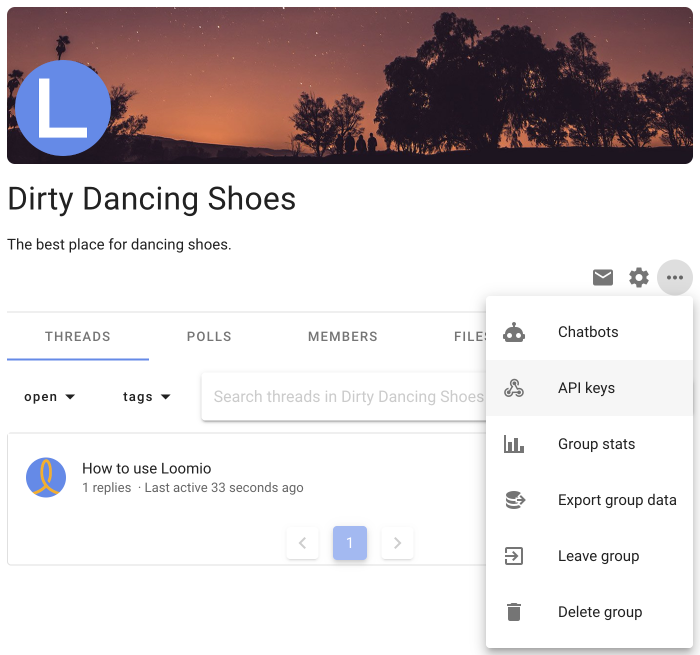 L
Dirty Dancing Shoes
The best place for dancing shoes.
THREADS POLLS MEMBERS FILES
open tags Search threads in Dirty Dancing Shoes
How to use Loomio
1 replies · Last active 33 seconds ago
1
Chatbots
API keys
Group stats
Export group data
Leave group
Delete group